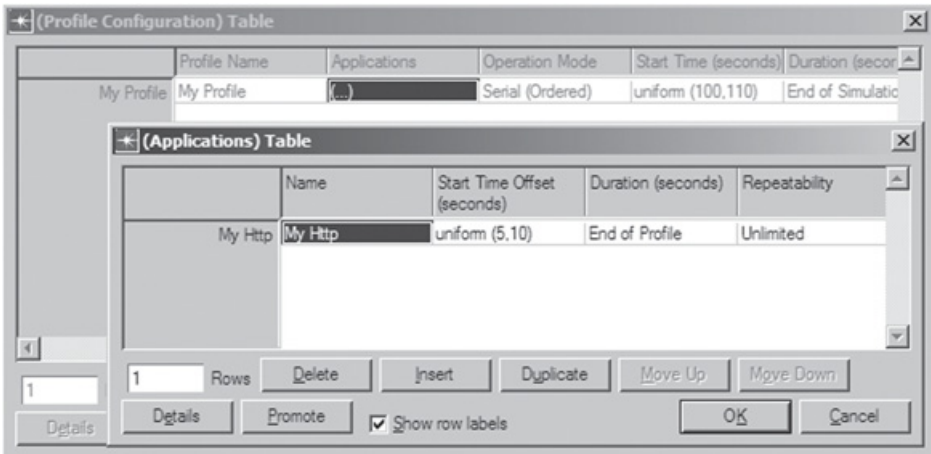 (Profile Configuration) Table
Profile Name Applications Operation Mode Start Time (seconds) Duration (secor
My Profile My Profile (...) Serial (Ordered) uniform (100,110) End of Simulatic
(Applications) Table
Name Start Time Offset (seconds) Duration (seconds) Repeatability
My Http My Http uniform (5,10) End of Profile Unlimited
1 Rows Delete Insert Duplicate Move Up Move Down
1
Details Promote Show row labels OK Cancel
Details